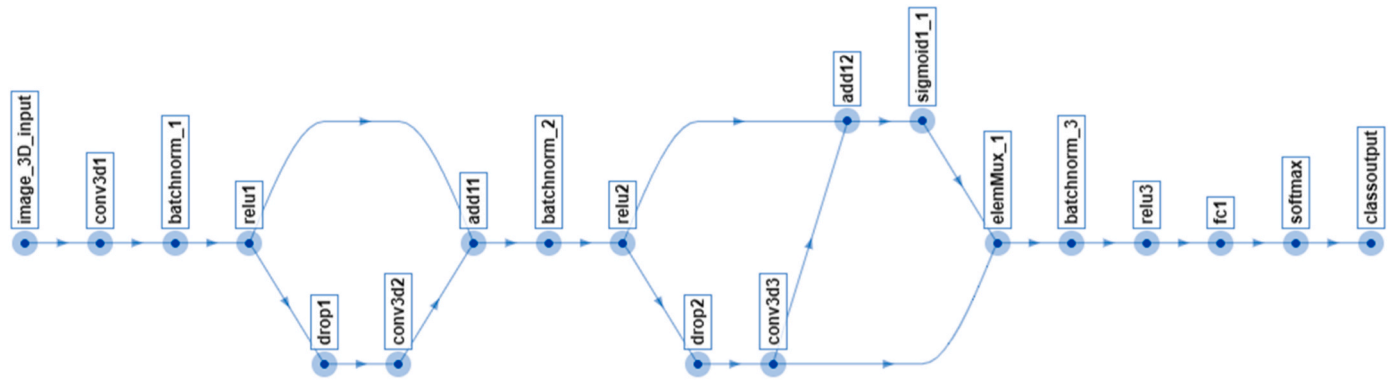 image_3D_input
conv3d1
batchnorm_1
relu1
drop1
conv3d2
add11
batchnorm_2
relu2
drop2
conv3d3
add12
sigmoid1_1
elemMux_1
batchnorm_3
relu3
fc1
softmax
classoutput